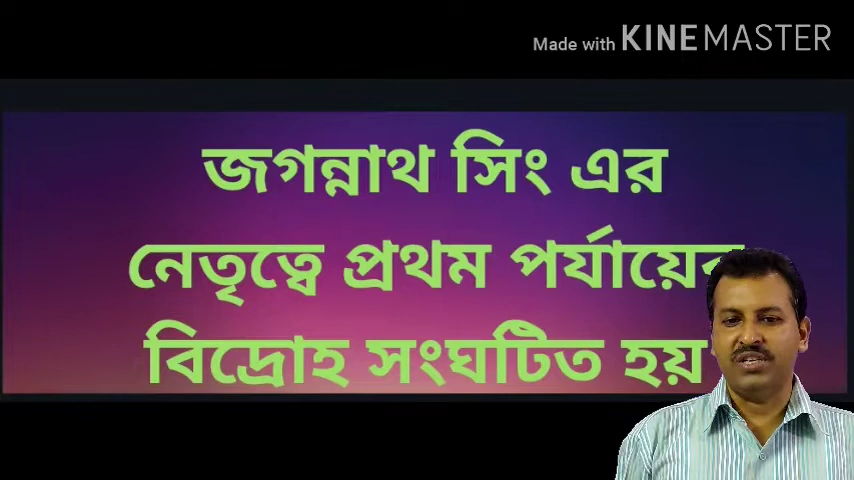 Made with KINEMASTER
জগন্নাথ সিং এর
নেতৃত্বে প্রথম পর্যায়ের
বিদ্রোহ সংঘটিত হয়